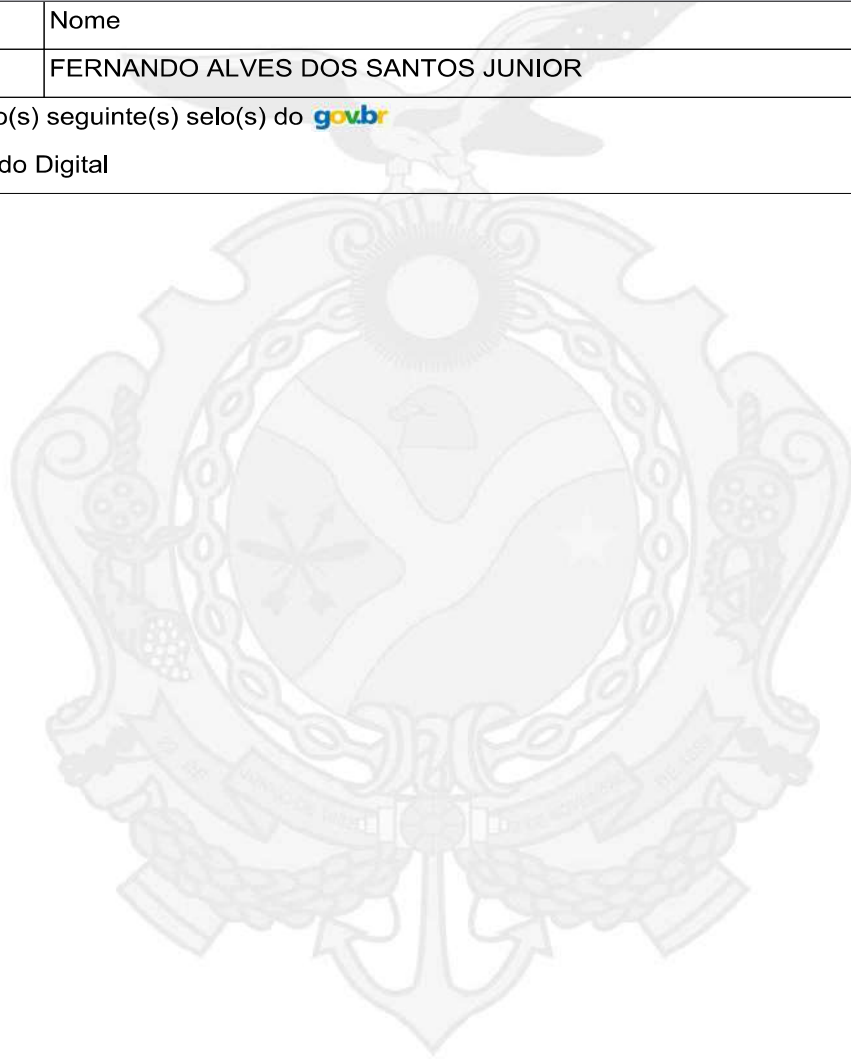 Nome
FERNANDO ALVES DOS SANTOS JUNIOR
o(s) seguinte(s) selo(s) do gov.br
do Digital